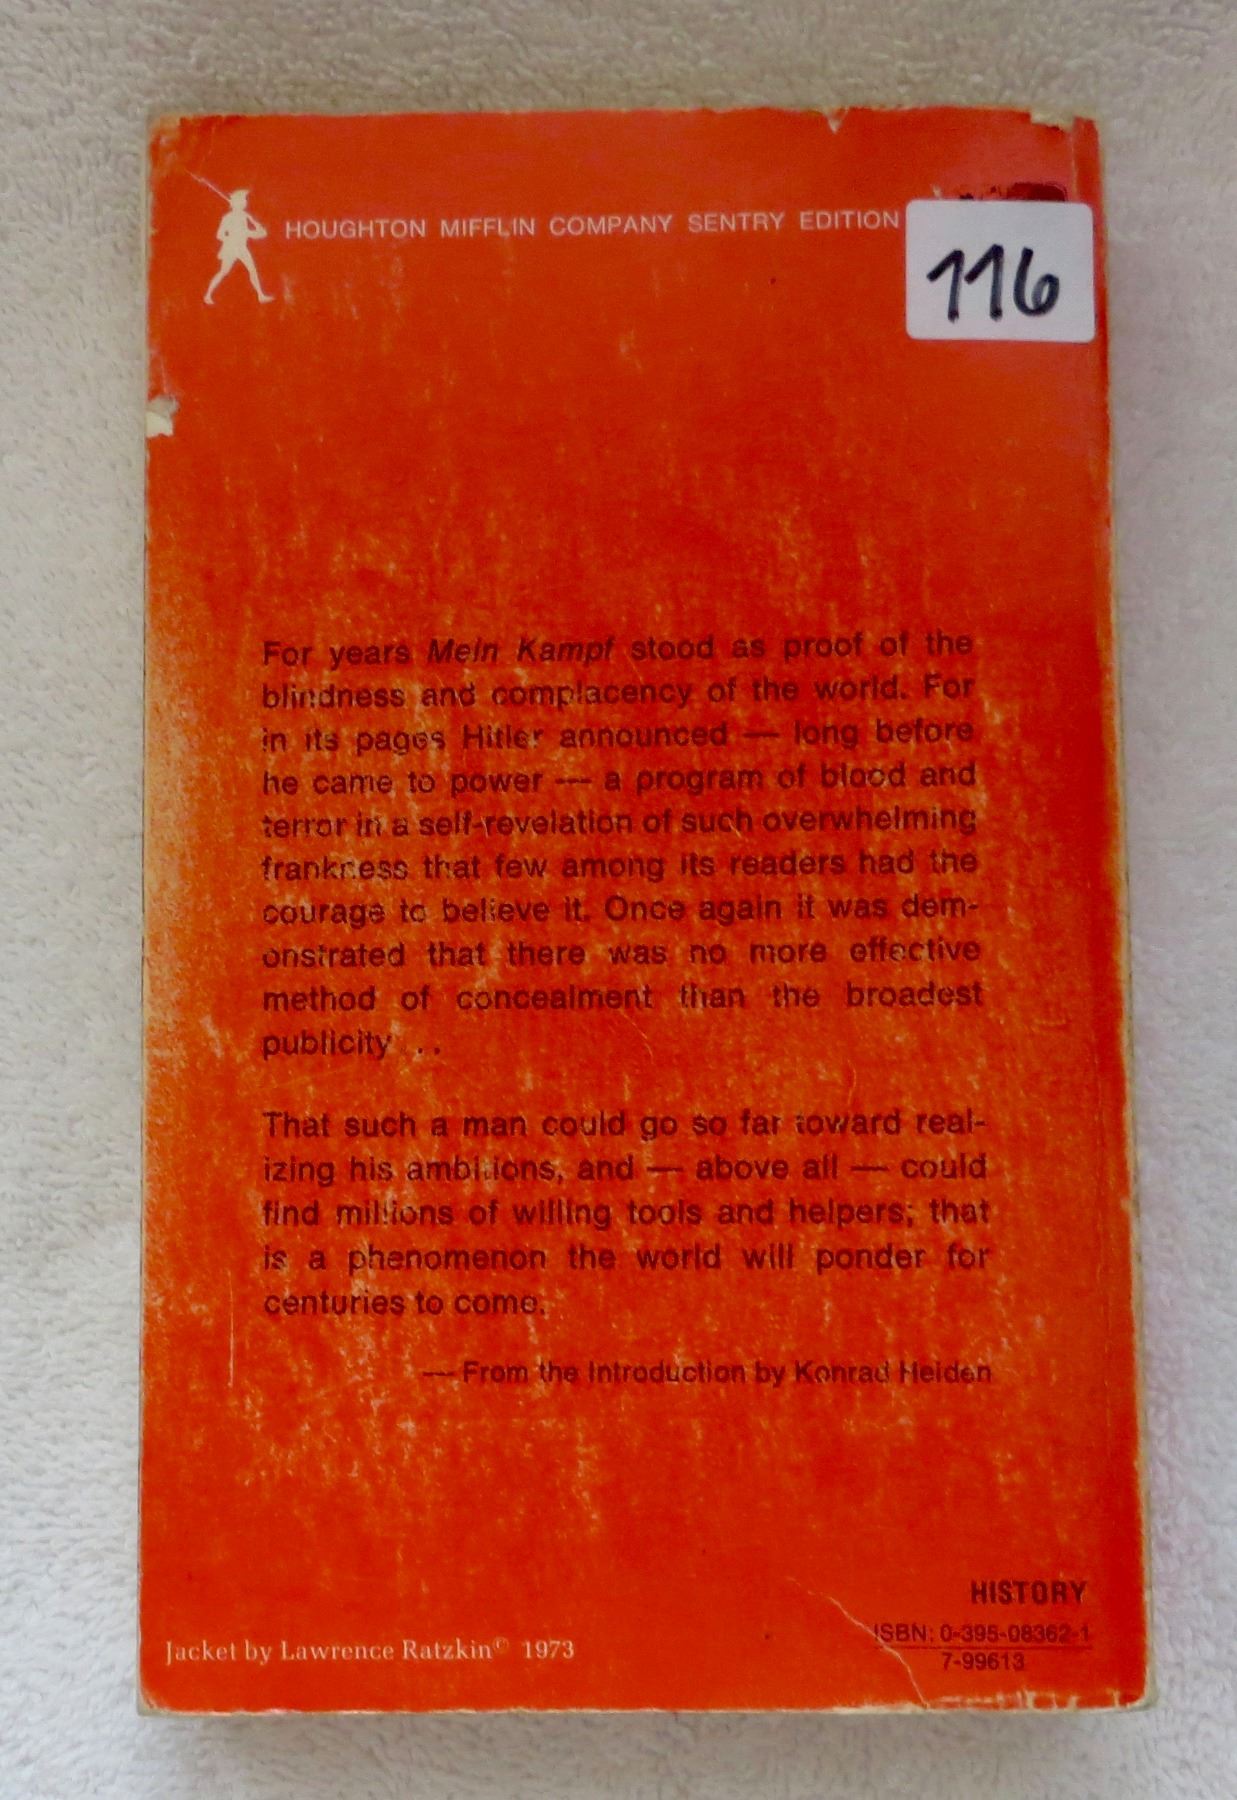 HOUGHTON MIFFLIN COMPANY SENTRY EDITION
116
For years Mein Kampf stood as proof of the
blindness and complacency of the world. For
in its pages Hitler announced — long before
he came to power — a program of blood and
terror in a self-revelation of such overwhelming
frankness that few among its readers had the
courage to believe it. Once again it was dem-
onstrated that there was no more effective
method of concealment than the broadest
publicity . . .
That such a man could go so far toward real-
izing his ambitions, and — above all — could
find millions of willing tools and helpers; that
is a phenomenon the world will ponder for
centuries to come.
— From the Introduction by Konrad Heiden
HISTORY
ISBN: 0-395-08362-1
7-99613
Jacket by Lawrence Ratzkin© 1973